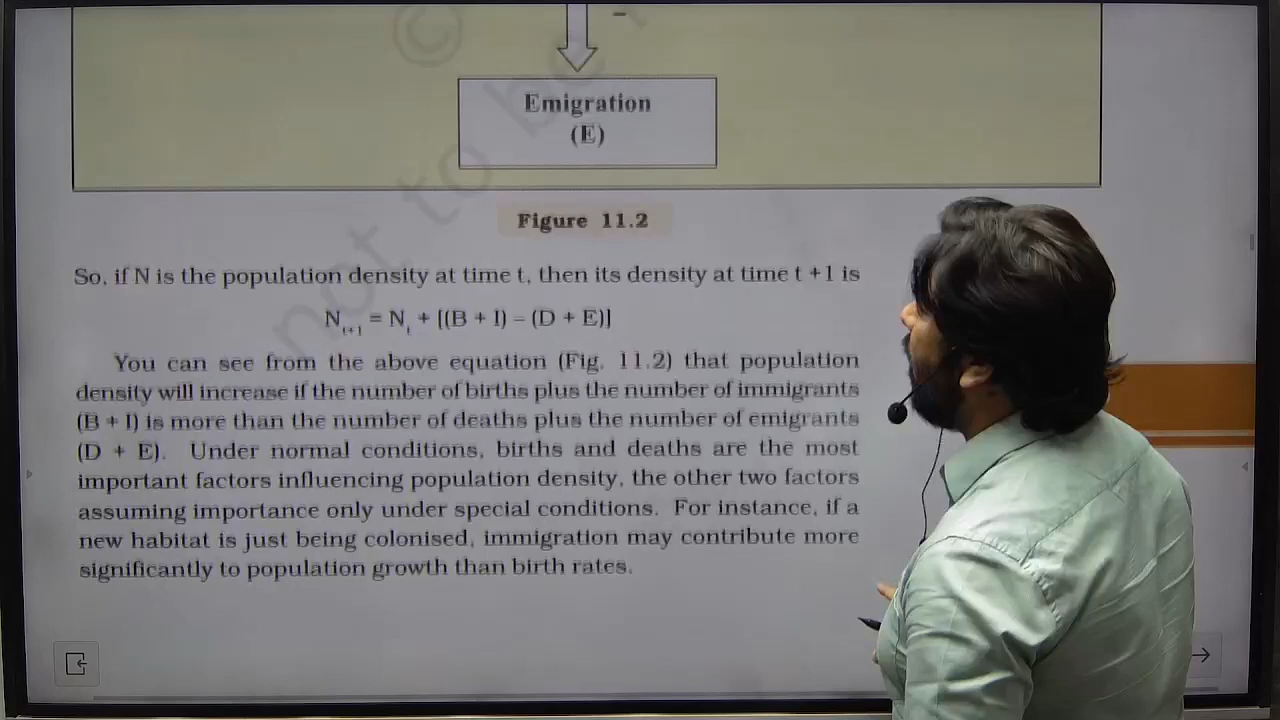 Emigration
(E)
Figure 11.2
So, if N is the population density at time t, then its density at time t +1 is
Nt+1 = Nt + [(B + I) – (D + E)]
You can see from the above equation (Fig. 11.2) that population
density will increase if the number of births plus the number of immigrants
(B + I) is more than the number of deaths plus the number of emigrants
(D + E). Under normal conditions, births and deaths are the most
important factors influencing population density, the other two factors
assuming importance only under special conditions. For instance, if a
new habitat is just being colonised, immigration may contribute more
significantly to population growth than birth rates.
© not to be